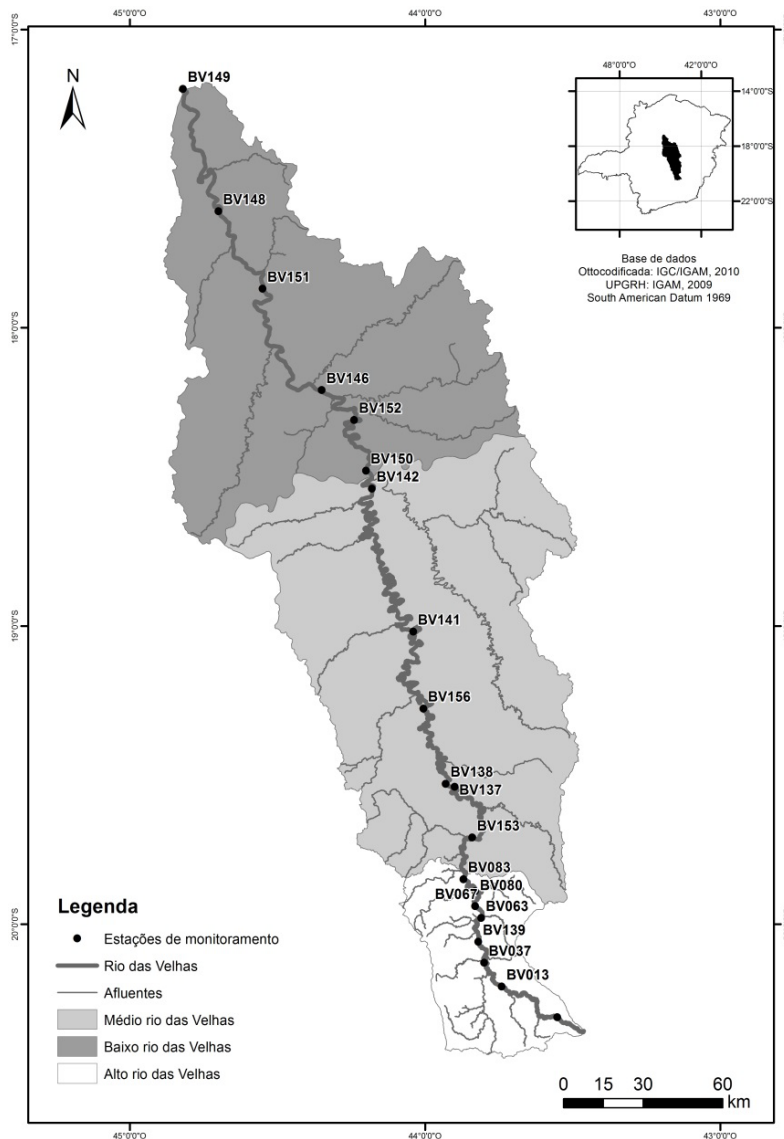 45°0'0"O
44°0'0"O
43°0'0"O
17°0'0"S
18°0'0"S
19°0'0"S
20°0'0"S
N
48°0'0"O
42°0'0"O
14°0'0"S
18°0'0"S
22°0'0"S
Base de dados
Ottocodificada: IGC/IGAM, 2010
UPGRH: IGAM, 2009
South American Datum 1969
BV149
BV148
BV151
BV146
BV152
BV150
BV142
BV141
BV156
BV138
BV137
BV153
BV083
BV080
BV067
BV063
BV139
BV037
BV013
Legenda
Estações de monitoramento
Rio das Velhas
Afluentes
Médio rio das Velhas
Baixo rio das Velhas
Alto rio das Velhas
0 15 30 60
km
45°0'0"O
44°0'0"O
43°0'0"O